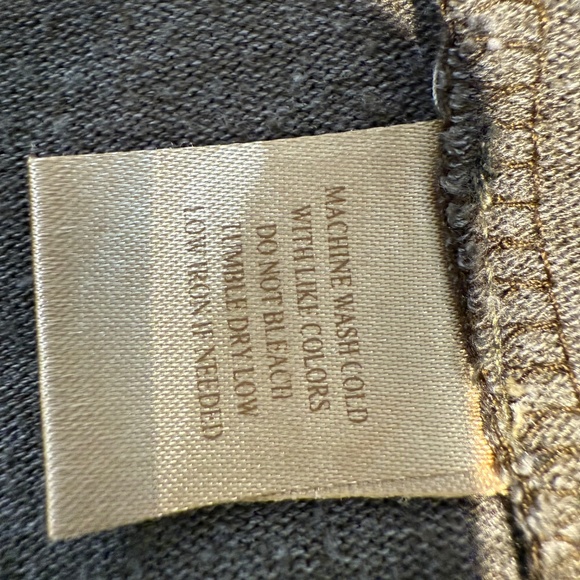 MACHINE WASH COLD
WITH LIKE COLORS
DO NOT BLEACH
TUMBLE DRY LOW
LOW IRON IF NEEDED